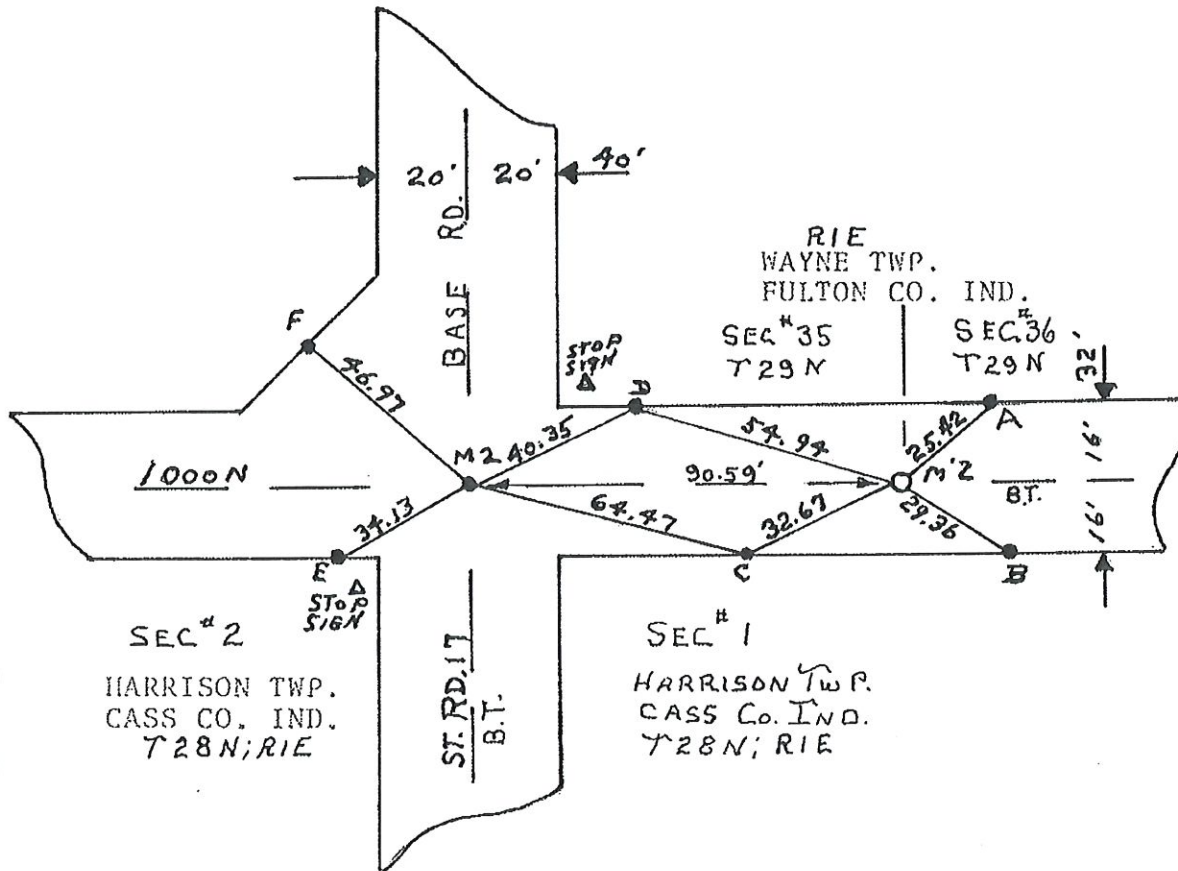 20' 20' 40'
BASE RD.
R1E
WAYNE TWP.
FULTON CO. IND.
SEC #35
T29N
SEC. #36
T29N
32'
STOP
SIGN
F
D
A
46.97
40.35
54.94
25.42
16'
1000N
M2
90.59'
M'2
B.T.
34.13
64.47
32.67
29.36
16'
E
C
B
STOP
SIGN
SEC #2
HARRISON TWP.
CASS CO. IND.
T28N; R1E
ST. RD. 17
B.T.
SEC #1
HARRISON TWP.
CASS CO. IND.
T28N; R1E